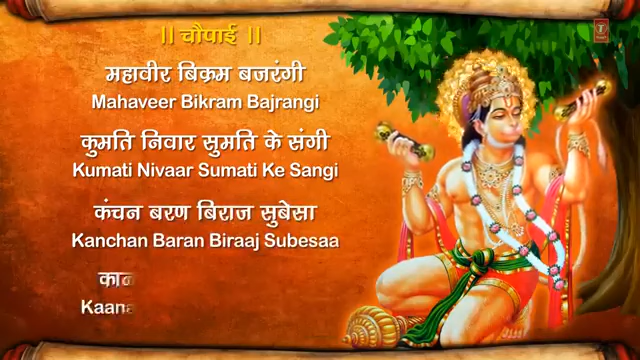 || चौपाई ||
महावीर बिक्रम बजरंगी
Mahaveer Bikram Bajrangi
कुमति निवार सुमति के संगी
Kumati Nivaar Sumati Ke Sangi
कंचन बरण बिराज सुबेसा
Kanchan Baran Biraaj Subesaa